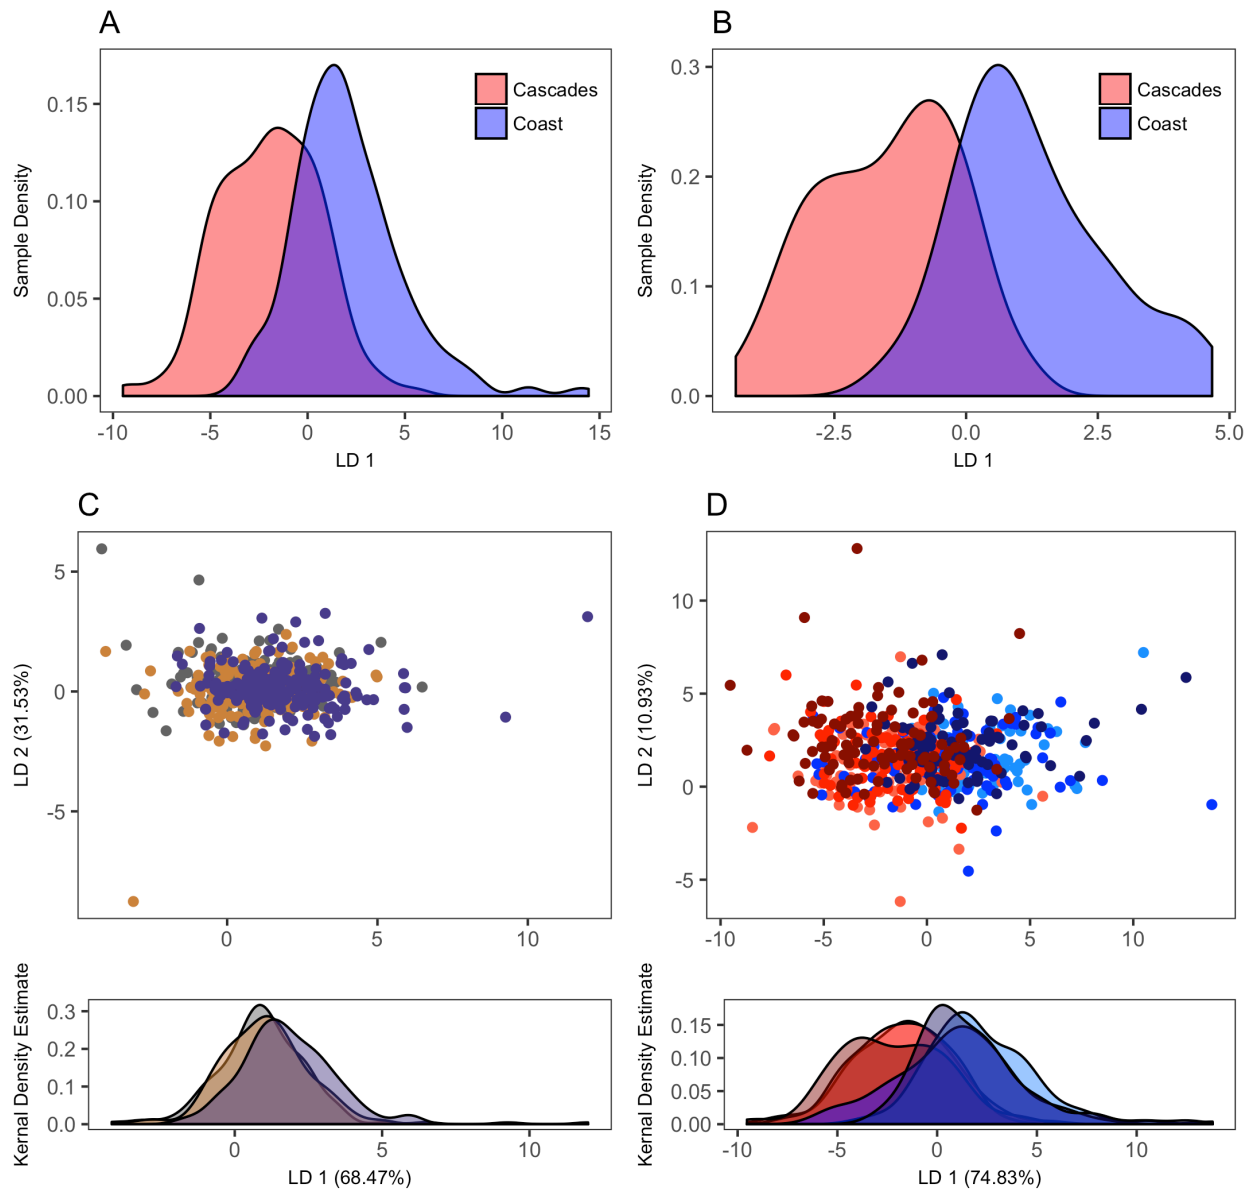 A
Sample Density
0.15
0.10
0.05
0.00
Cascades
Coast
-10 -5 0 5 10 15
LD 1
B
Sample Density
0.3
0.2
0.1
0.0
Cascades
Coast
-2.5 0.0 2.5 5.0
LD 1
C
LD 2 (31.53%)
5
0
-5
0 5 10
Kernal Density Estimate
0.3
0.2
0.1
0.0
0 5 10
LD 1 (68.47%)
D
LD 2 (10.93%)
10
5
0
-5
-10 -5 0 5 10
Kernal Density Estimate
0.15
0.10
0.05
0.00
-10 -5 0 5 10
LD 1 (74.83%)